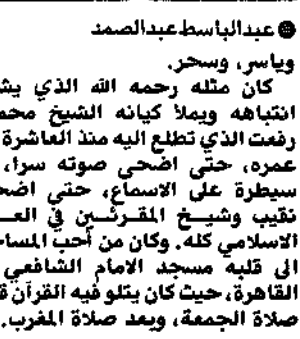 ● عبدالباسط عبدالصمد
وياسر، وسحر.
كان مثله رحمه الله الذي يش
انتباهه ويملأ كيانه الشيخ محم
رفعت الذي تطلع اليه منذ العاشرة
عمره، حتى اضحى صوته سرا،
سيطرة على الاسماع، حتي اضح
نقيب وشيخ المقرئين في العـ
الاسلامي كله. وكان من أحب المسا
الى قلبه مسجد الامام الشافعي
القاهرة، حيث كان يتلو فيه القرآن ق
صلاة الجمعة، وبعد صلاة المغرب.